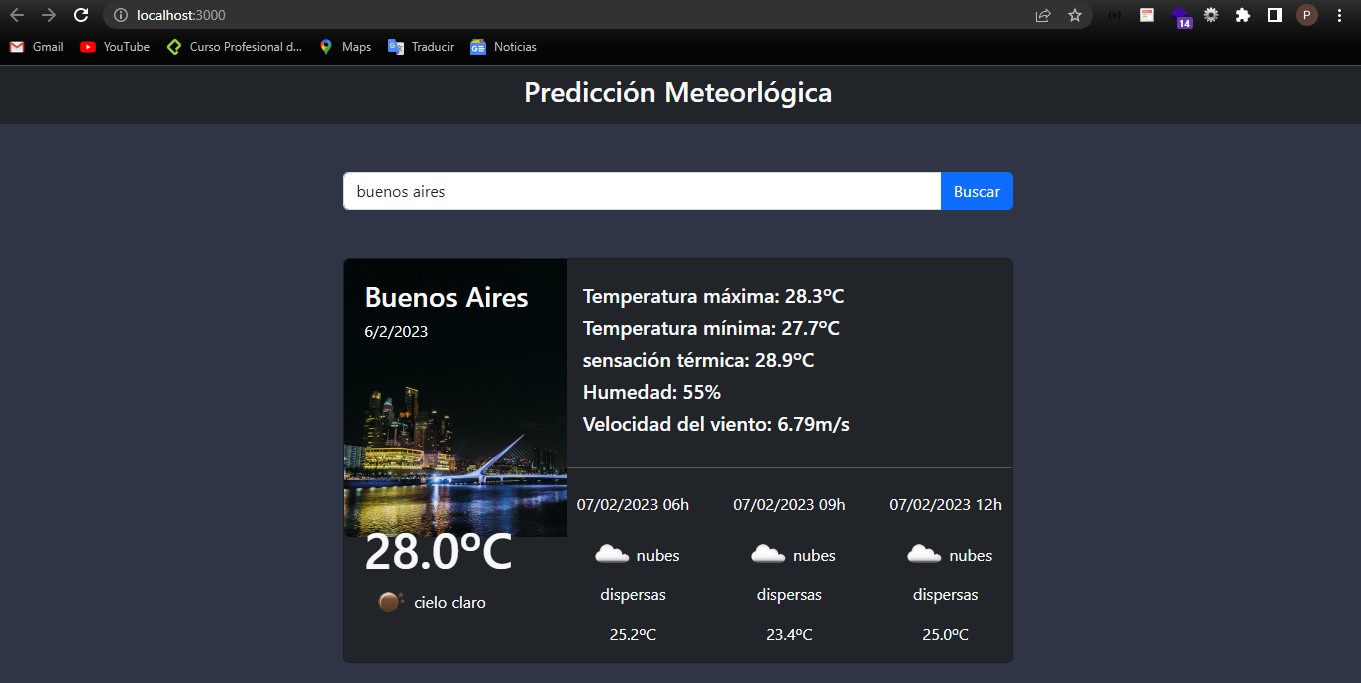 localhost:3000
14
P
Gmail
YouTube
Curso Profesional d...
Maps
Traducir
Noticias
Predicción Meteorlógica
buenos aires
Buscar
Buenos Aires
6/2/2023
28.0ºC
cielo claro
Temperatura máxima: 28.3ºC
Temperatura mínima: 27.7ºC
sensación térmica: 28.9ºC
Humedad: 55%
Velocidad del viento: 6.79m/s
07/02/2023 06h
nubes
dispersas
25.2ºC
07/02/2023 09h
nubes
dispersas
23.4ºC
07/02/2023 12h
nubes
dispersas
25.0ºC